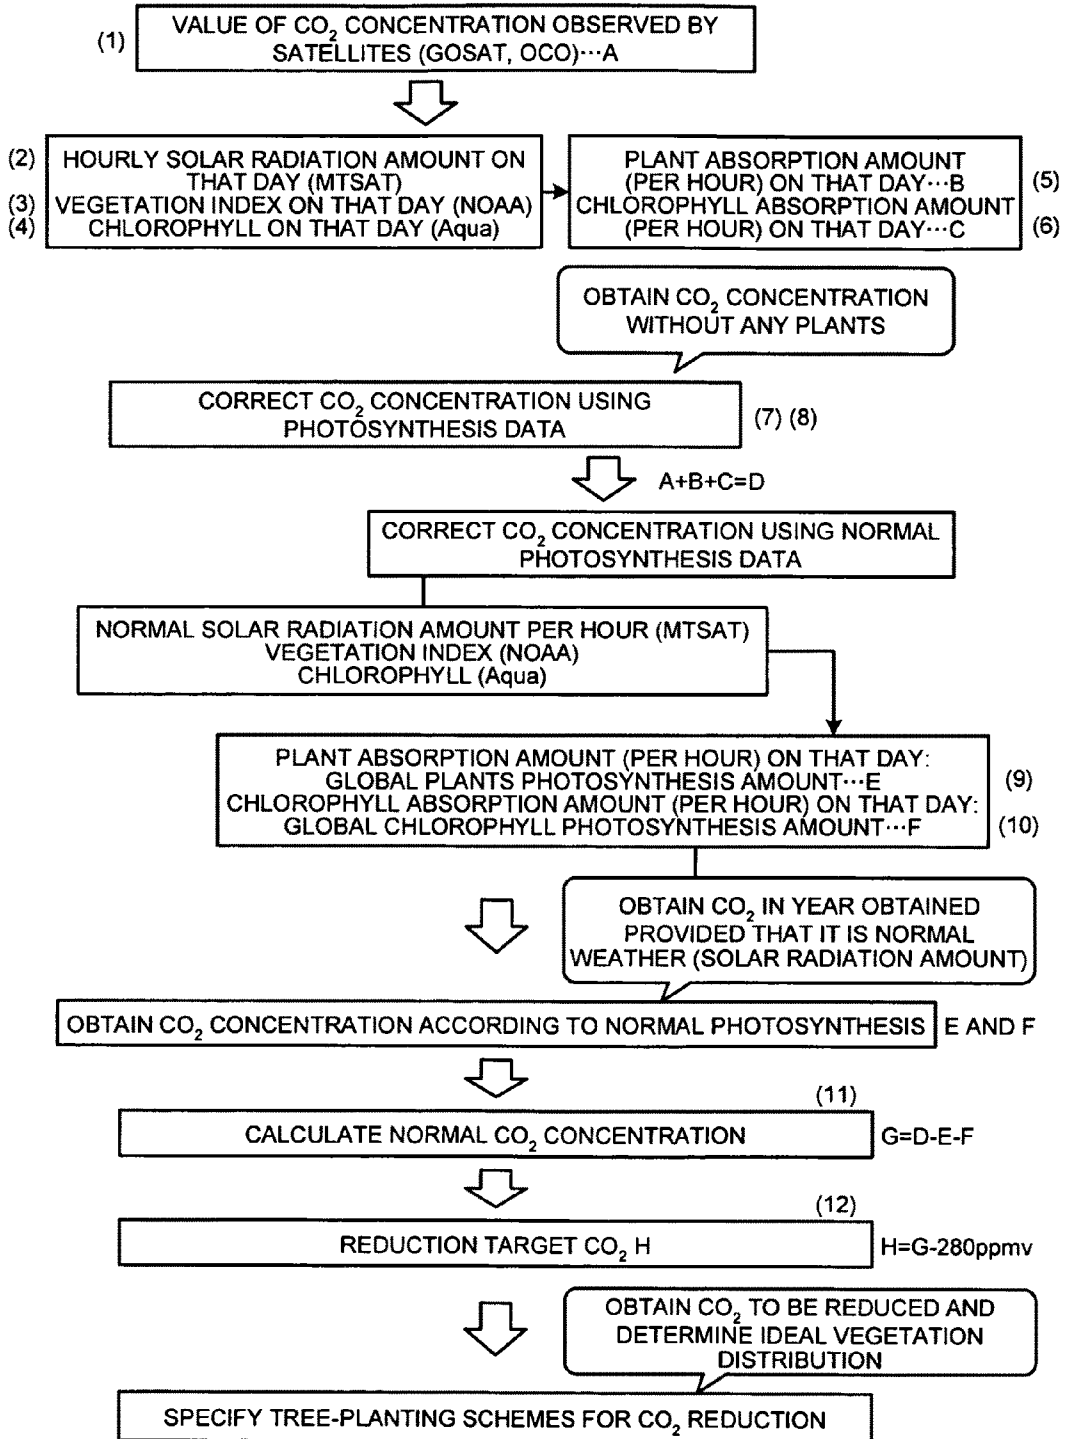 (1)
VALUE OF CO2 CONCENTRATION OBSERVED BY
SATELLITES (GOSAT, OCO)···A
(2) HOURLY SOLAR RADIATION AMOUNT ON
THAT DAY (MTSAT)
(3) VEGETATION INDEX ON THAT DAY (NOAA)
(4) CHLOROPHYLL ON THAT DAY (Aqua)
PLANT ABSORPTION AMOUNT
(PER HOUR) ON THAT DAY···B (5)
CHLOROPHYLL ABSORPTION AMOUNT
(PER HOUR) ON THAT DAY···C (6)
OBTAIN CO2 CONCENTRATION
WITHOUT ANY PLANTS
CORRECT CO2 CONCENTRATION USING
PHOTOSYNTHESIS DATA
(7) (8)
A+B+C=D
CORRECT CO2 CONCENTRATION USING NORMAL
PHOTOSYNTHESIS DATA
NORMAL SOLAR RADIATION AMOUNT PER HOUR (MTSAT)
VEGETATION INDEX (NOAA)
CHLOROPHYLL (Aqua)
PLANT ABSORPTION AMOUNT (PER HOUR) ON THAT DAY:
GLOBAL PLANTS PHOTOSYNTHESIS AMOUNT···E (9)
CHLOROPHYLL ABSORPTION AMOUNT (PER HOUR) ON THAT DAY:
GLOBAL CHLOROPHYLL PHOTOSYNTHESIS AMOUNT···F (10)
OBTAIN CO2 IN YEAR OBTAINED
PROVIDED THAT IT IS NORMAL
WEATHER (SOLAR RADIATION AMOUNT)
OBTAIN CO2 CONCENTRATION ACCORDING TO NORMAL PHOTOSYNTHESIS E AND F
(11)
CALCULATE NORMAL CO2 CONCENTRATION G=D-E-F
(12)
REDUCTION TARGET CO2 H H=G-280ppmv
OBTAIN CO2 TO BE REDUCED AND
DETERMINE IDEAL VEGETATION
DISTRIBUTION
SPECIFY TREE-PLANTING SCHEMES FOR CO2 REDUCTION